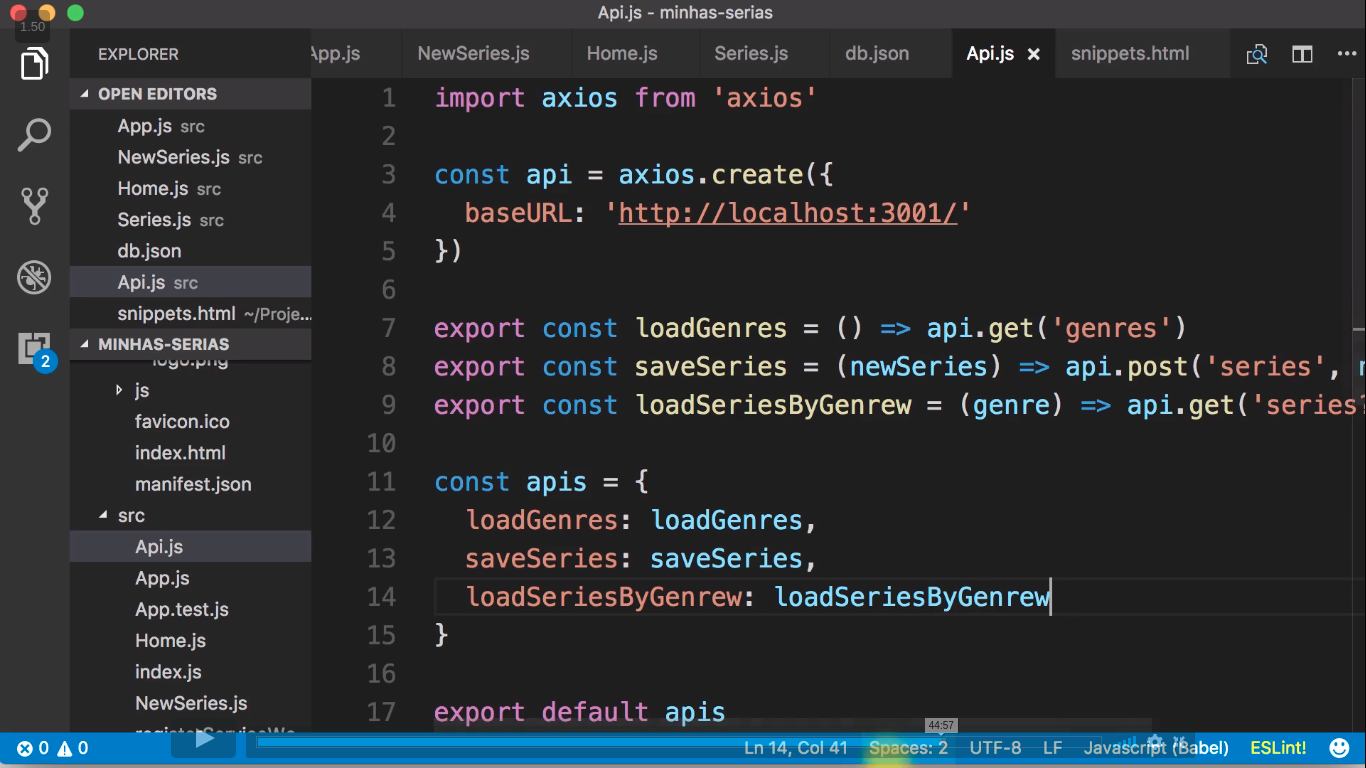 Api.js - minhas-serias
1.50
EXPLORER
App.js NewSeries.js Home.js Series.js db.json Api.js snippets.html
OPEN EDITORS
App.js src
NewSeries.js src
Home.js src
Series.js src
db.json
Api.js src
snippets.html ~/Proje...
MINHAS-SERIAS
logo.png
js
favicon.ico
index.html
manifest.json
src
Api.js
App.js
App.test.js
Home.js
index.js
NewSeries.js
2
1 import axios from 'axios'
2
3 const api = axios.create({
4 baseURL: 'http://localhost:3001/'
5 })
6
7 export const loadGenres = () => api.get('genres')
8 export const saveSeries = (newSeries) => api.post('series', n
9 export const loadSeriesByGenrew = (genre) => api.get('series?
10
11 const apis = {
12 loadGenres: loadGenres,
13 saveSeries: saveSeries,
14 loadSeriesByGenrew: loadSeriesByGenrew
15 }
16
17 export default apis
44:57
0 0 Ln 14, Col 41 Spaces: 2 UTF-8 LF Javascript (Babel) ESLint!